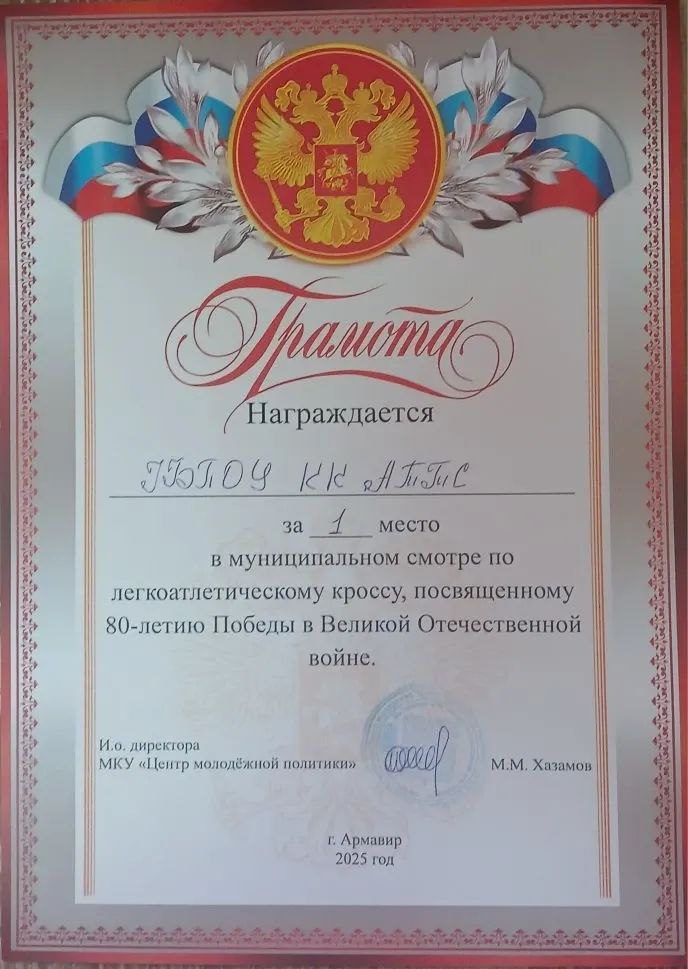 Грамота
Награждается
ГБПОУ КК АТТиС
за 1 место
в муниципальном смотре по
легкоатлетическому кроссу, посвященному
80-летию Победы в Великой Отечественной
войне.
И.о. директора
МКУ «Центр молодёжной политики»
М.М. Хазамов
г. Армавир
2025 год